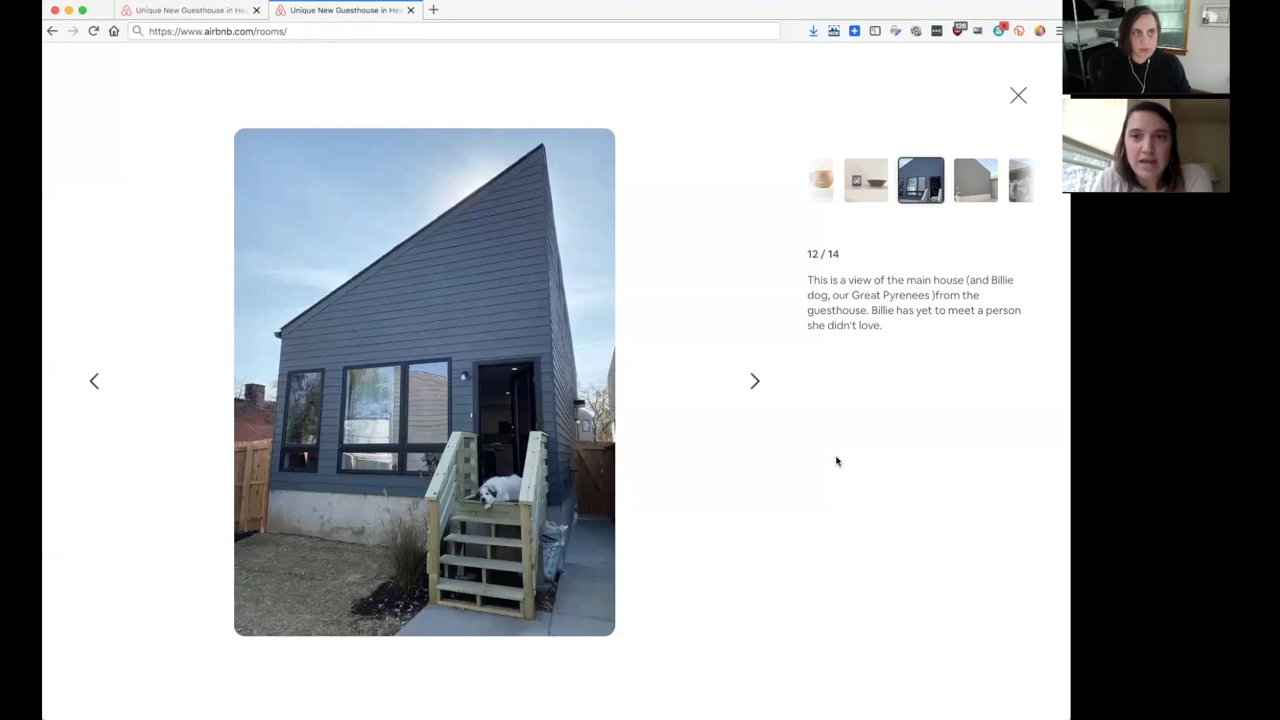 Unique New Guesthouse in Hea
Unique New Guesthouse in Hea
https://www.airbnb.com/rooms/
12 / 14
This is a view of the main house (and Billie
dog, our Great Pyrenees )from the
guesthouse. Billie has yet to meet a person
she didn't love.